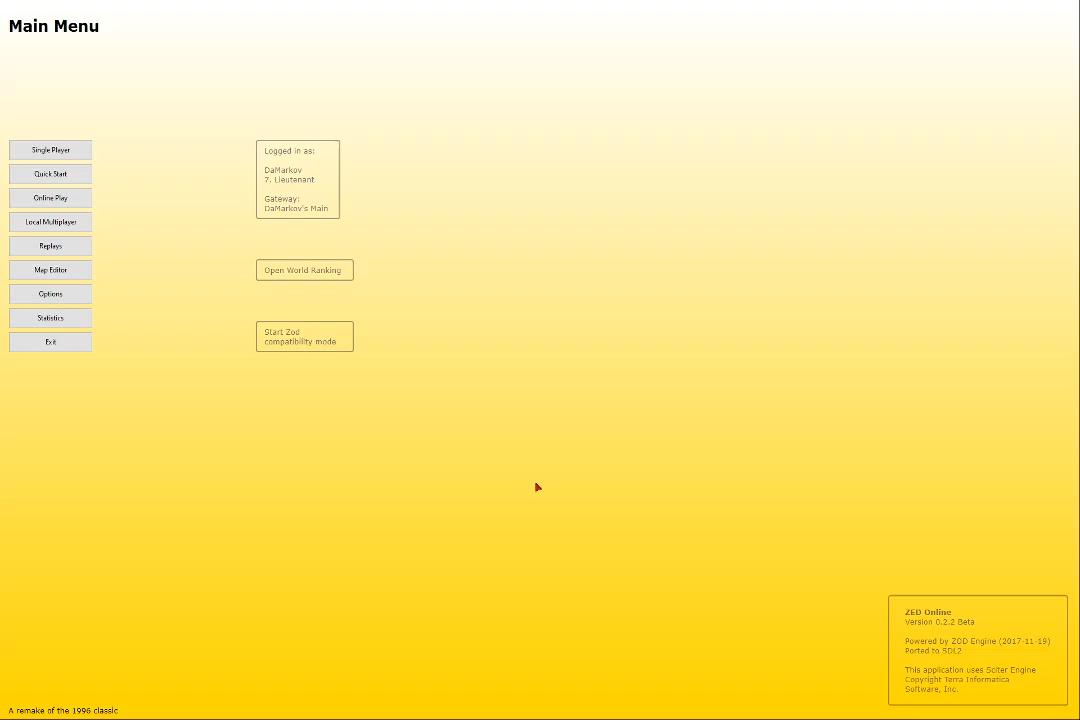 Main Menu
Single Player
Quick Start
Online Play
Local Multiplayer
Replays
Map Editor
Options
Statistics
Exit
Logged in as:
DaMarkov
7. Lieutenant
Gateway:
DaMarkov's Main
Open World Ranking
Start Zod
compatibility mode
ZED Online
Version 0.2.2 Beta
Powered by ZOD Engine (2017-11-19)
Ported to SDL2
This application uses Sciter Engine
Copyright Terra Informatica
Software, Inc.
A remake of the 1996 classic